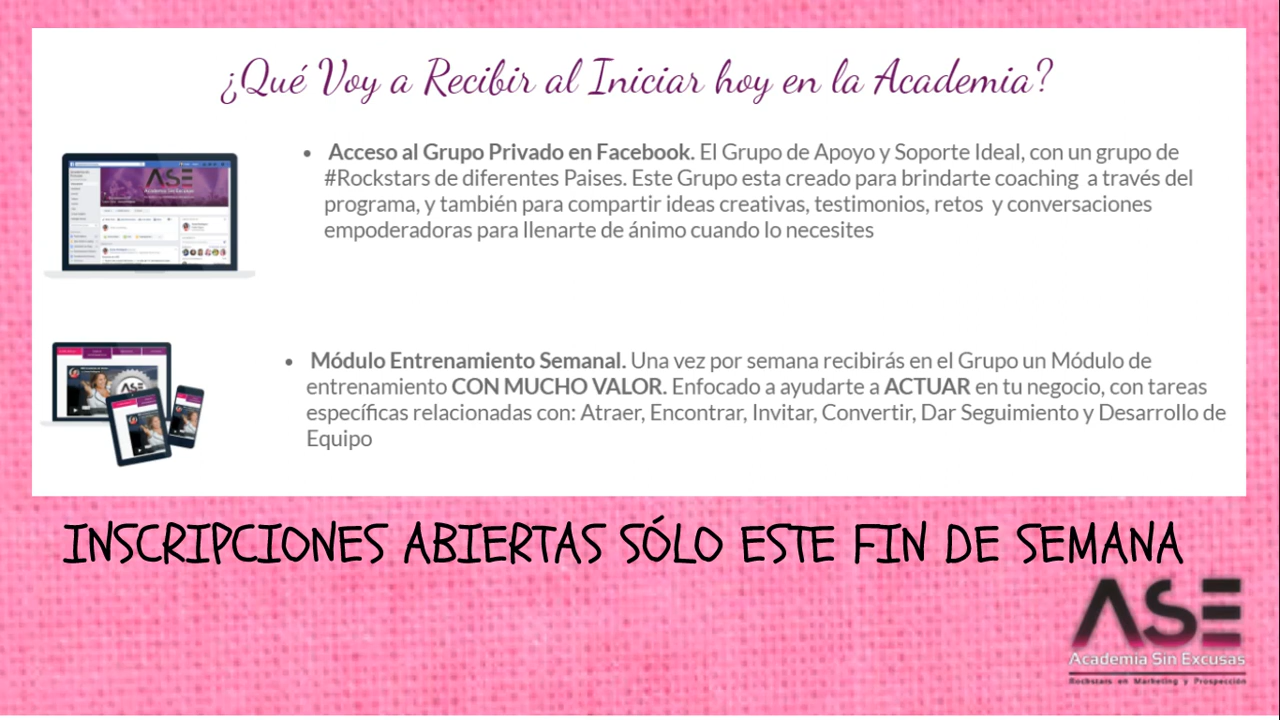 ¿Qué Voy a Recibir al Iniciar hoy en la Academia?
• Acceso al Grupo Privado en Facebook. El Grupo de Apoyo y Soporte Ideal, con un grupo de
#Rockstars de diferentes Paises. Este Grupo esta creado para brindarte coaching a través del
programa, y también para compartir ideas creativas, testimonios, retos y conversaciones
empoderadoras para llenarte de ánimo cuando lo necesites
ASE
• Módulo Entrenamiento Semanal. Una vez por semana recibirás en el Grupo un Módulo de
entrenamiento CON MUCHO VALOR. Enfocado a ayudarte a ACTUAR en tu negocio, con tareas
específicas relacionadas con: Atraer, Encontrar, Invitar, Convertir, Dar Seguimiento y Desarrollo de
Equipo
ASE
INSCRIPCIONES ABIERTAS SÓLO ESTE FIN DE SEMANA
ASE
Academia Sin Excusas
Rockstars en Marketing y Prospección